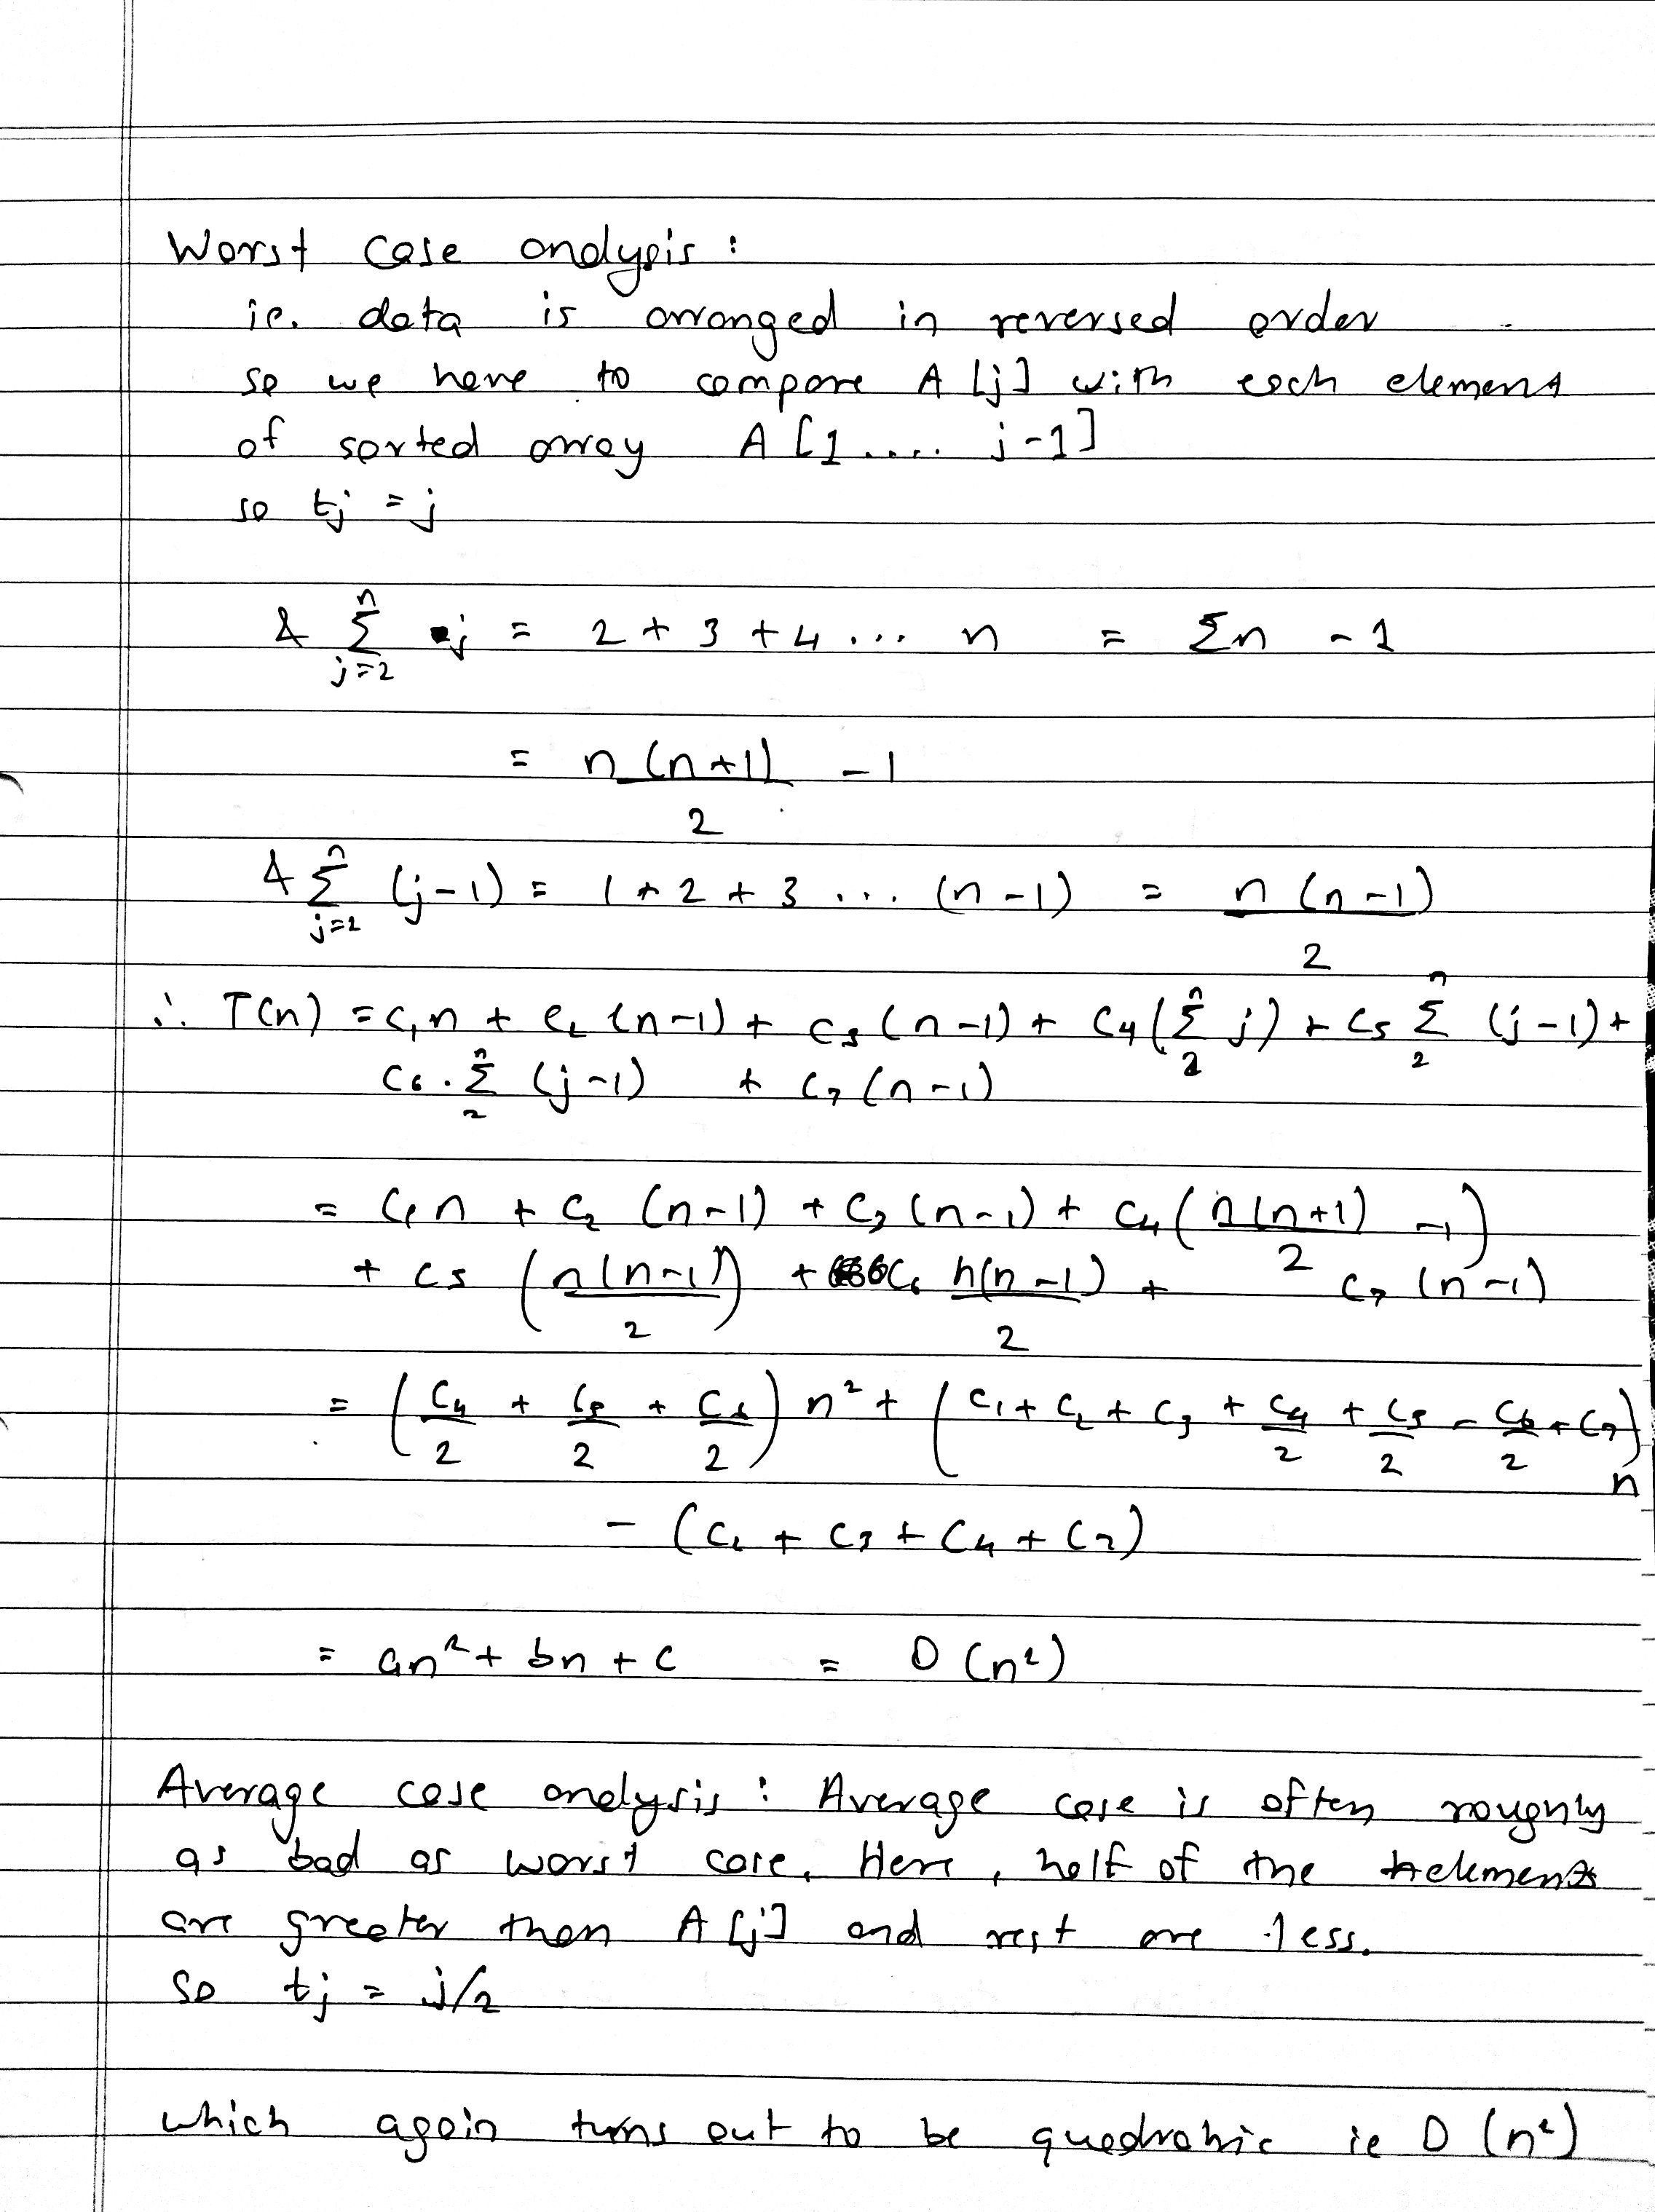 Worst case analysis :
ie. data is arranged in reversed order
so we have to compare A [j] with each element
of sorted array A [1 .... j-1]
so tj = j
& n∑j=2 j = 2 + 3 + 4 ... n = Σn - 1
= n (n+1)/2 - 1
& n∑j=2 (j-1) = 1 + 2 + 3 ... (n-1) = n (n-1)/2
∴ T(n) = c₁n + c₂ (n-1) + c₃ (n-1) + c₄ (n∑2 j) + c₅ n∑2 (j-1) +
c₆ . n∑2 (j-1) + c₇ (n-1)
= c₁n + c₂ (n-1) + c₃ (n-1) + c₄ (n(n+1)/2 -1)
+ c₅ (n(n-1)/2) + c₆ n(n-1)/2 + c₇ (n-1)
= (c₄/2 + c₅/2 + c₆/2) n² + (c₁ + c₂ + c₃ + c₄/2 + c₅/2 - c₆/2 + c₇) n
- (c₂ + c₃ + c₄ + c₇)
= an² + bn + c = O (n²)
Average case analysis : Average case is often roughly
as bad as worst case. Here, half of the elements
are greater than A [j] and rest are less.
so tj = j/2
which again turns out to be quadratic ie O (n²)